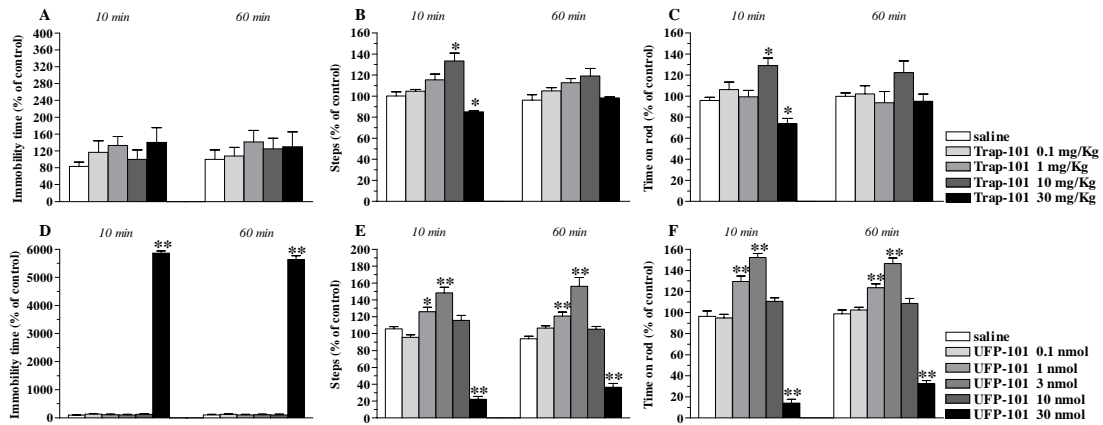 A
10 min
60 min
Immobility time (% of control)
400
360
320
280
240
200
160
120
80
40
0
B
10 min
60 min
Steps (% of control)
160
140
120
100
80
60
40
20
0
*
*
C
10 min
60 min
Time on rod (% of control)
160
140
120
100
80
60
40
20
0
*
*
saline
Trap-101 0.1 mg/Kg
Trap-101 1 mg/Kg
Trap-101 10 mg/Kg
Trap-101 30 mg/Kg
D
10 min
60 min
Immobility time (% of control)
6000
5000
4000
3000
2000
1000
0
**
**
E
10 min
60 min
Steps (% of control)
200
180
160
140
120
100
80
60
40
20
0
*
**
**
**
**
**
F
10 min
60 min
Time on rod (% of control)
160
140
120
100
80
60
40
20
0
**
**
**
**
**
**
saline
UFP-101 0.1 nmol
UFP-101 1 nmol
UFP-101 3 nmol
UFP-101 10 nmol
UFP-101 30 nmol